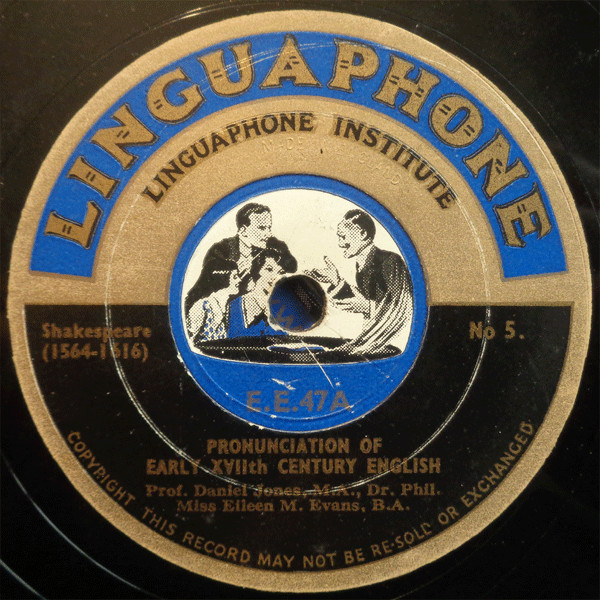 LINGUAPHONE
LINGUAPHONE INSTITUTE
Shakespeare
(1564-1616)
No 5.
E.E.47A
PRONUNCIATION OF
EARLY XVIIth CENTURY ENGLISH
Prof. Daniel Jones, M.A., Dr. Phil.
Miss Eileen M. Evans, B.A.
COPYRIGHT THIS RECORD MAY NOT BE RE-SOLD OR EXCHANGED